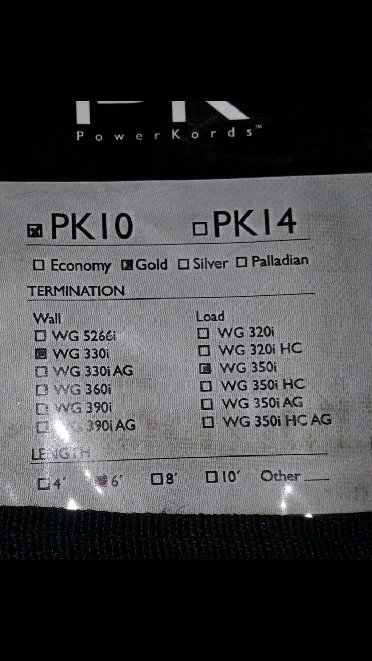 PowerKords™
☒ PK10 ☐ PK14
☐ Economy ☒ Gold ☐ Silver ☐ Palladian
TERMINATION
Wall
☐ WG 5266i
☒ WG 330i
☐ WG 330i AG
☐ WG 360i
☐ WG 390i
☐ 390i AG
Load
☐ WG 320i
☐ WG 320i HC
☒ WG 350i
☐ WG 350i HC
☐ WG 350i AG
☐ WG 350i HC AG
LENGTH
☐ 4' ☒ 6' ☐ 8' ☐ 10' Other ___